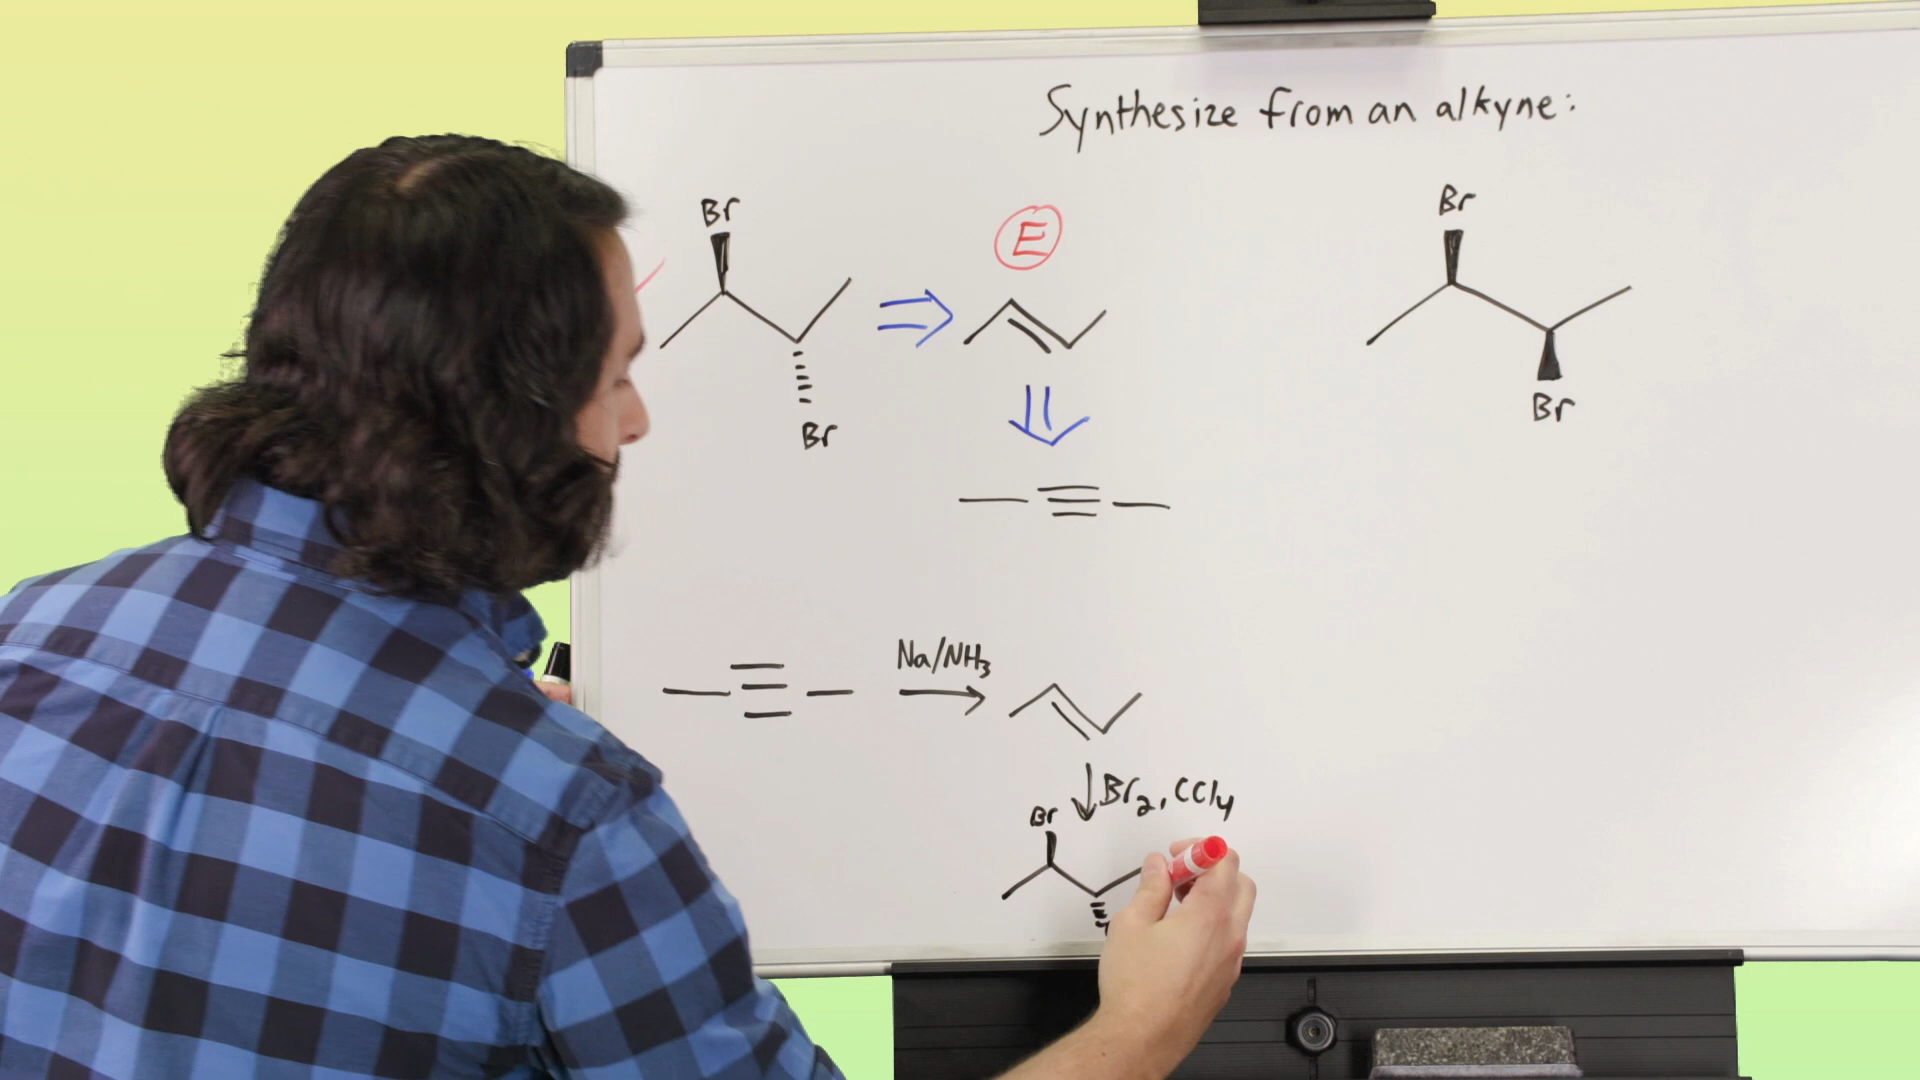 Synthesize from an alkyne:
Br
Br
E
Br
Br
Na/NH₃
Br₂, CCl₄
Br